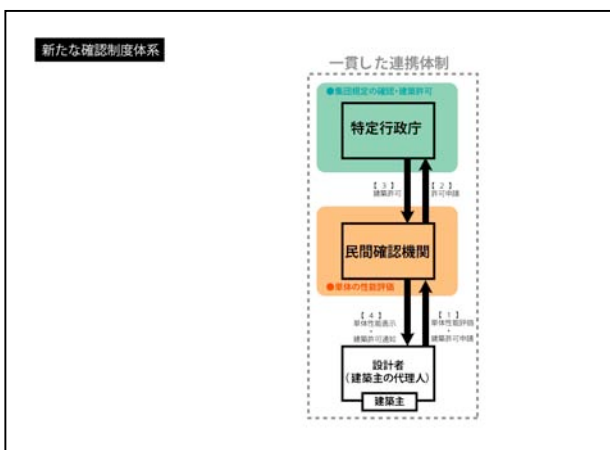 新たな確認制度体系
一貫した連携体制
●集団規定の確認・建築許可
特定行政庁
【3】
建築許可
【2】
許可申請
民間確認機関
●単体の性能評価
【4】
単体性能表示
・
建築許可通知
【1】
単体性能評価
・
建築許可申請
設計者
(建築主の代理人)
建築主